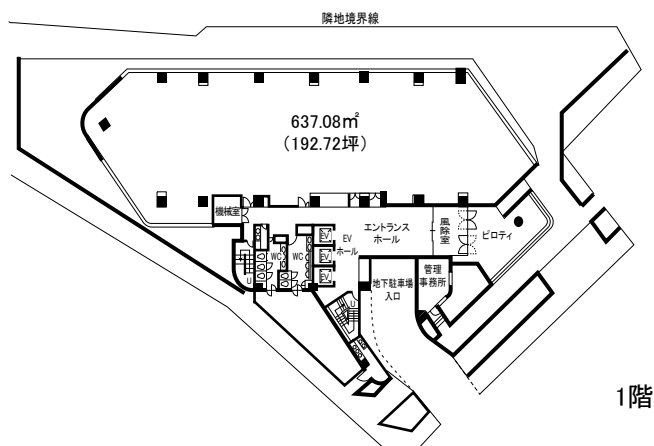 隣地境界線
637.08㎡
(192.72坪)
機械室
EV
EV
EV
EV
ホール
エントランス
ホール
風除室
ピロティ
WC
WC
U
U
地下駐車場
入口
管理
事務所
1階